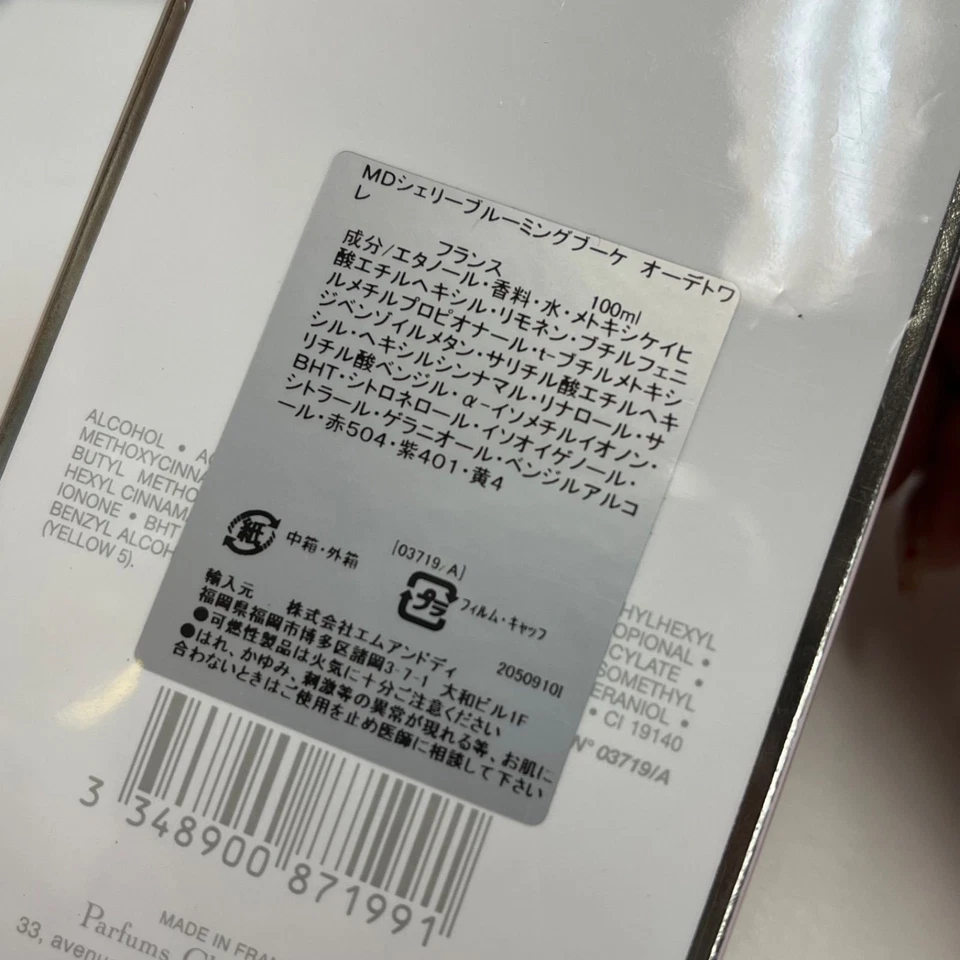 MDシェリーブルーミングブーケ オーデトワ
レ
フランス 100ml
成分/エタノール・香料・水・メトキシケイヒ
酸エチルヘキシル・リモネン・ブチルフェニ
ルメチルプロピオナール・t-ブチルメトキシ
ジベンゾイルメタン・サリチル酸エチルヘキ
シル・ヘキシルシンナマル・リナロール・サ
リチル酸ベンジル・α-イソメチルイオノン・
BHT・シトロネロール・イソオイゲノール・
シトラール・ゲラニオール・ベンジルアルコ
ール・赤504・紫401・黄4
紙 中箱・外箱
[03719/A]
プラ フィルム・キャップ
輸入元 株式会社エムアンドディ 2050910I
福岡県福岡市博多区諸岡3-7-1 大和ビル1F
●可燃性製品は火気に十分ご注意ください
●はれ、かゆみ、刺激等の異常が現れる等、お肌に
合わないときはご使用を止め医師に相談して下さい
ALCOHOL •
METHOXYCINN
BUTYL METHO
HEXYL CINNAM
IONONE • BHT
BENZYL ALCOH
(YELLOW 5).
HYLHEXYL
OPIONAL •
CYLATE •
SOMETHYL
ERANIOL •
• CI 19140
N° 03719/A
3 348900 871991
MADE IN FRAN
Parfums
33, avenu